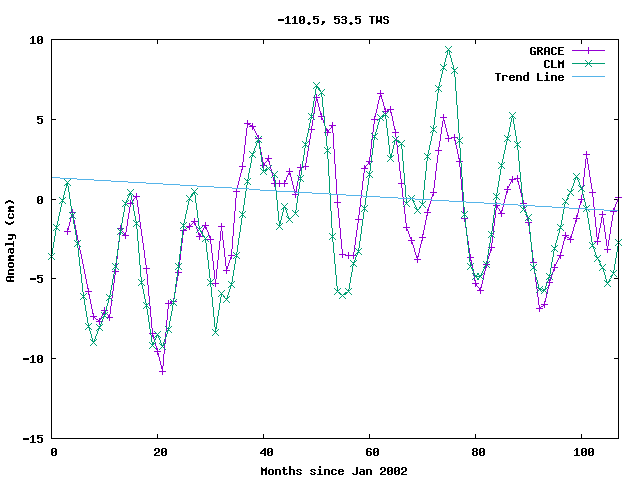 -110.5, 53.5 TWS
GRACE
CLM
Trend Line
10
5
0
-5
-10
-15
Anomaly (cm)
0 20 40 60 80 100
Months since Jan 2002